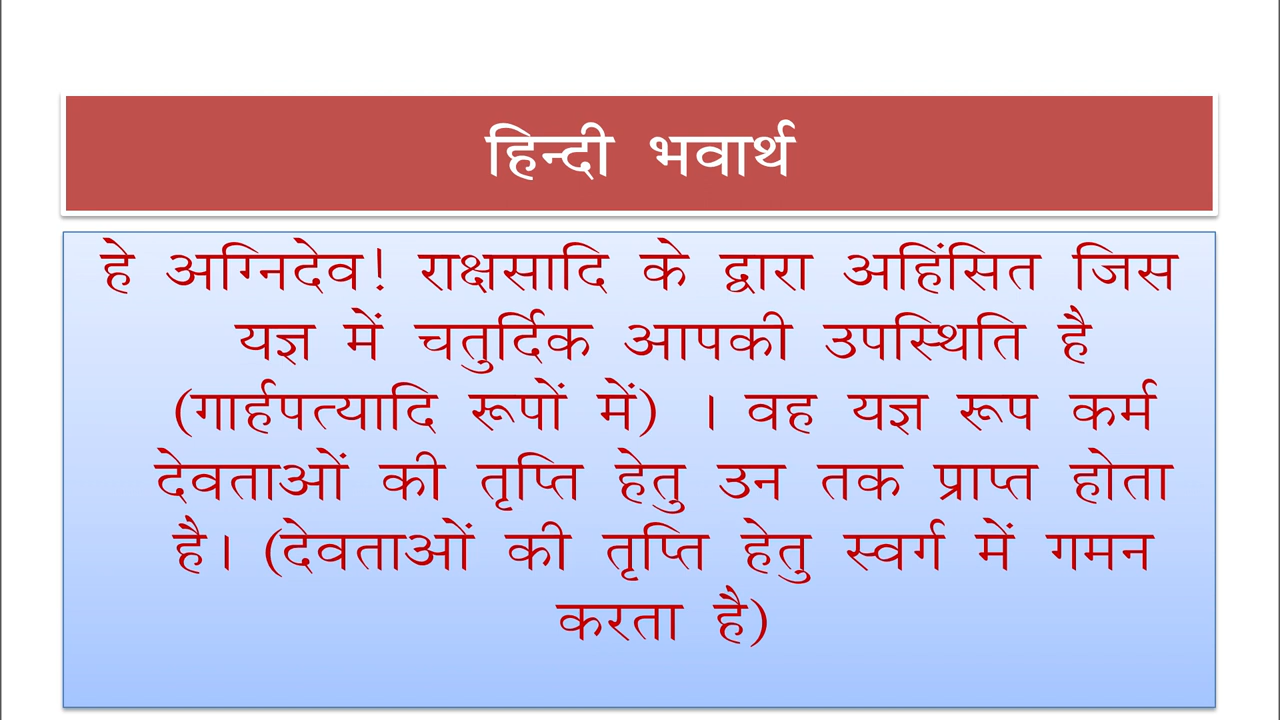 हिन्दी भवार्थ
हे अग्निदेव! राक्षसादि के द्वारा अहिंसित जिस
यज्ञ में चतुर्दिक आपकी उपस्थिति है
(गार्हपत्यादि रूपों में) । वह यज्ञ रूप कर्म
देवताओं की तृप्ति हेतु उन तक प्राप्त होता
है। (देवताओं की तृप्ति हेतु स्वर्ग में गमन
करता है)